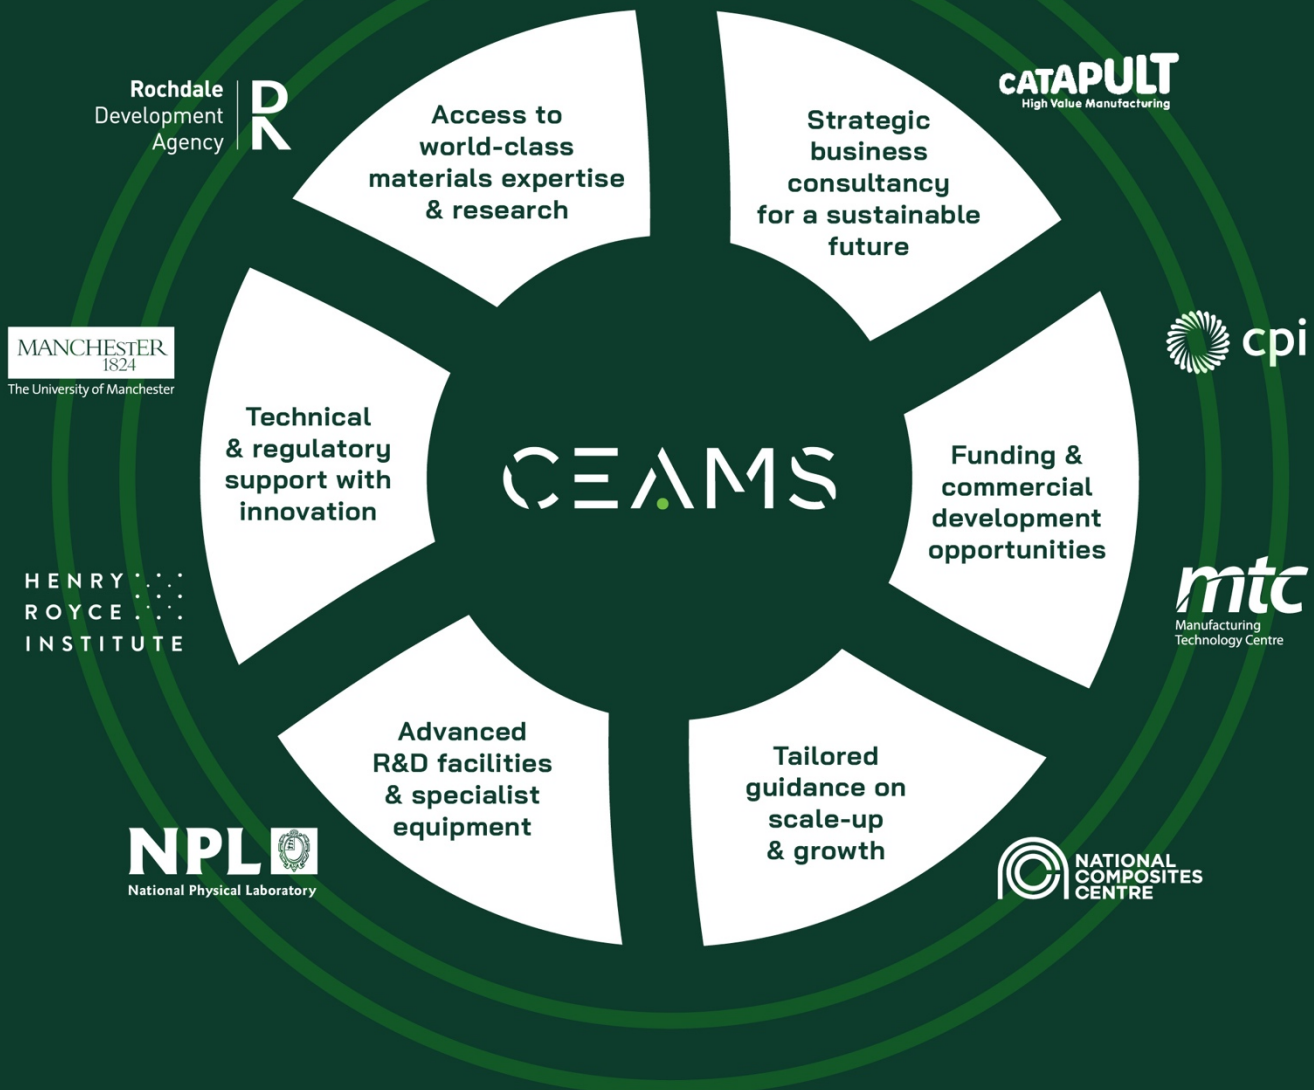 Rochdale
Development
Agency
DR
CATAPULT
High Value Manufacturing
Access to
world-class
materials expertise
& research
Strategic
business
consultancy
for a sustainable
future
MANCHESTER
1824
The University of Manchester
cpi
Technical
& regulatory
support with
innovation
CEAMS
Funding &
commercial
development
opportunities
HENRY
ROYCE
INSTITUTE
mtc
Manufacturing
Technology Centre
Advanced
R&D facilities
& specialist
equipment
Tailored
guidance on
scale-up
& growth
NPL
National Physical Laboratory
NATIONAL
COMPOSITES
CENTRE